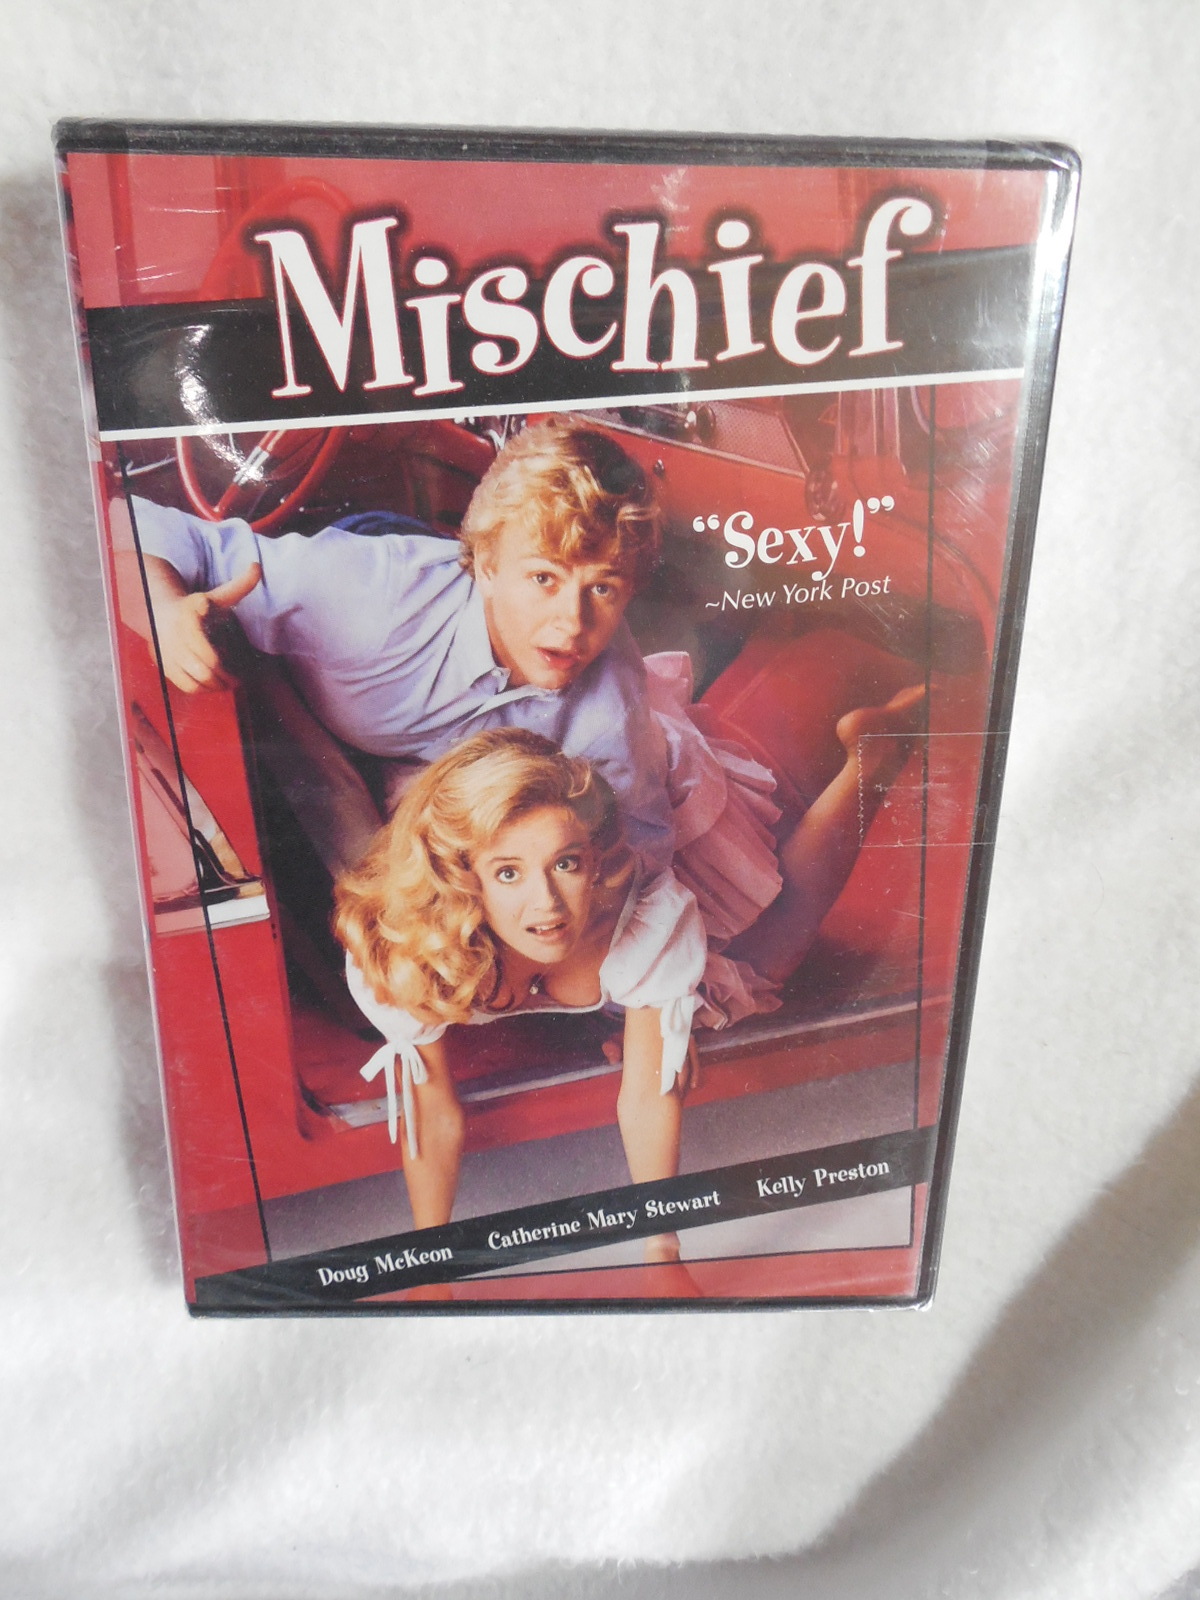 Mischief
“Sexy!”
~New York Post
Doug McKeon Catherine Mary Stewart Kelly Preston